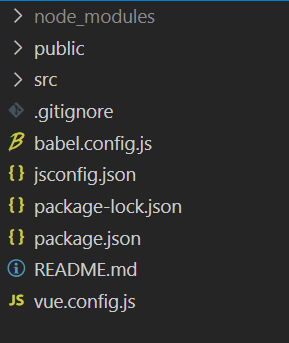 node_modules
public
src
.gitignore
babel.config.js
jsconfig.json
package-lock.json
package.json
README.md
JS vue.config.js